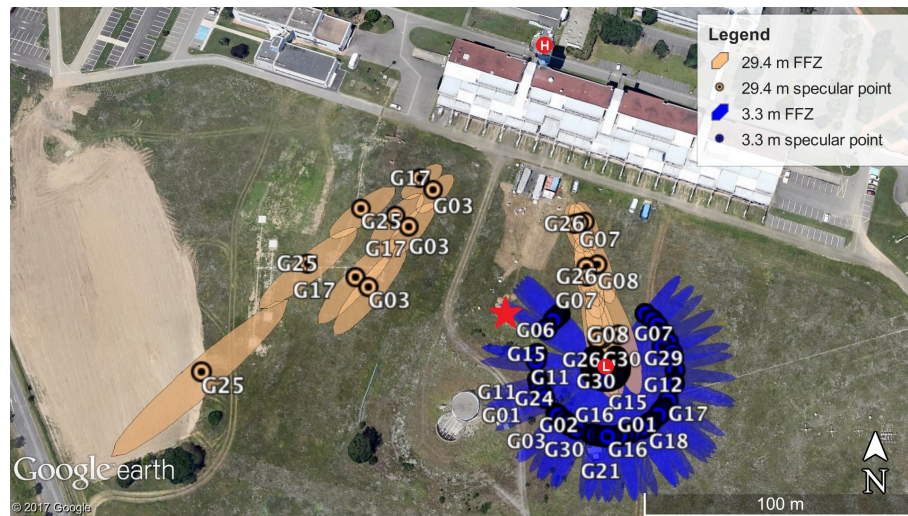 Legend
29.4 m FFZ
29.4 m specular point
3.3 m FFZ
3.3 m specular point
H
G17
G03
G25
G26
G17
G03
G07
G25
G26
G17
G08
G03
G07
G06
G08
G07
G15
G26
G30
G29
G25
G11
G30
G12
G11
G24
G15
G01
G16
G17
G02
G01
G03
G30
G16
G18
G21
L
Google earth
N
100 m
© 2017 Google